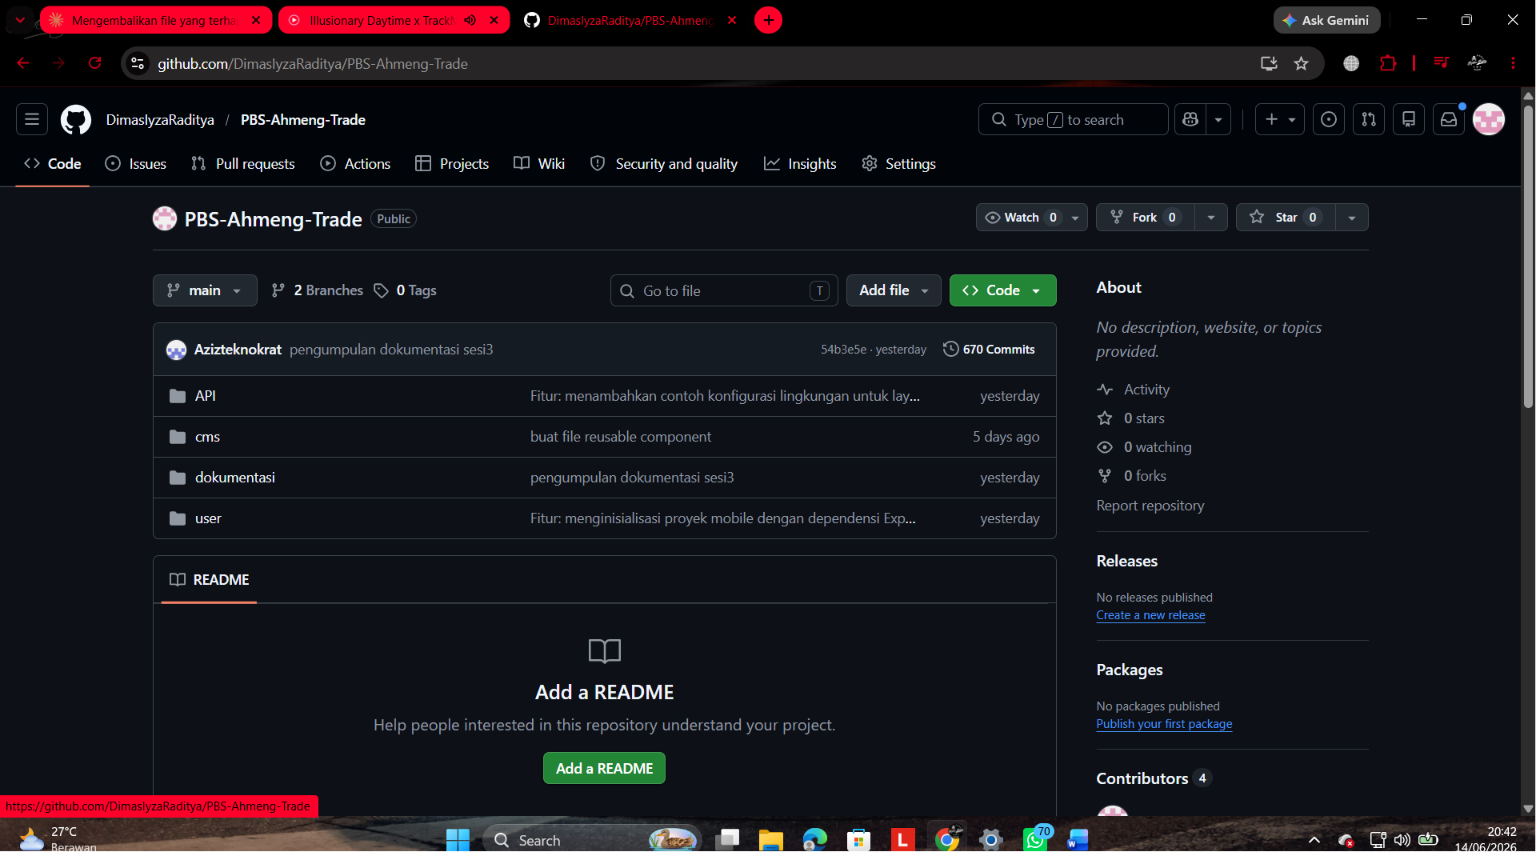 Mengembalikan file yang terha
Illusionary Daytime x TrackM
DimaslyzaRaditya/PBS-Ahmeng
Ask Gemini
github.com/DimaslyzaRaditya/PBS-Ahmeng-Trade
DimaslyzaRaditya / PBS-Ahmeng-Trade
Type / to search
Code
Issues
Pull requests
Actions
Projects
Wiki
Security and quality
Insights
Settings
PBS-Ahmeng-Trade Public
Watch 0
Fork 0
Star 0
main
2 Branches
0 Tags
Go to file T
Add file
Code
Azizteknokrat pengumpulan dokumentasi sesi3 54b3e5e · yesterday 670 Commits
API Fitur: menambahkan contoh konfigurasi lingkungan untuk lay... yesterday
cms buat file reusable component 5 days ago
dokumentasi pengumpulan dokumentasi sesi3 yesterday
user Fitur: menginisialisasi proyek mobile dengan dependensi Exp... yesterday
README
Add a README
Help people interested in this repository understand your project.
Add a README
About
No description, website, or topics
provided.
Activity
0 stars
0 watching
0 forks
Report repository
Releases
No releases published
Create a new release
Packages
No packages published
Publish your first package
Contributors 4
https://github.com/DimaslyzaRaditya/PBS-Ahmeng-Trade
27°C
Berawan
Search
L
70
W
20:42
14/06/2026